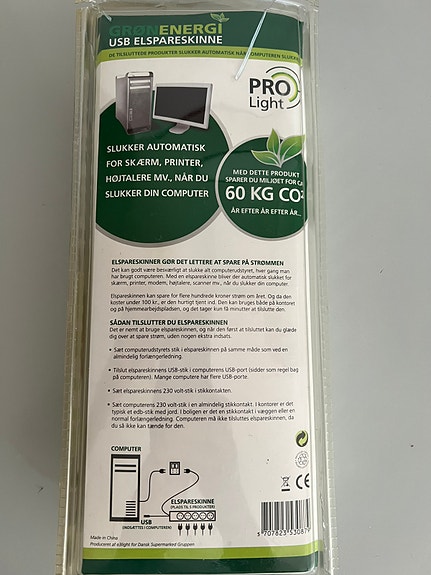 GRØNENERGI
USB ELSPARESKINNE
DE TILSLUTTEDE PRODUKTER SLUKKER AUTOMATISK NÅR COMPUTEREN SLUKKES
PRO
Light
SLUKKER AUTOMATISK
FOR SKÆRM, PRINTER,
HØJTALERE MV., NÅR DU
SLUKKER DIN COMPUTER
MED DETTE PRODUKT
SPARER DU MILJØET FOR CA.
60 KG CO2
ÅR EFTER ÅR EFTER ÅR...
ELSPARESKINNER GØR DET LETTERE AT SPARE PÅ STRØMMEN
Det kan godt være besværligt at slukke alt computerudstyret, hver gang man
har brugt computeren. Med en elspareskinne bliver der automatisk slukket for
skærm, printer, modem, højtalere, scanner mv., når du slukker din computer.
Elspareskinnen kan spare for flere hundrede kroner strøm om året. Og da den
koster under 100 kr., er den hurtigt tjent ind. Den kan bruges både på kontoret
og på hjemmearbejdspladsen, og det tager kun få minutter at tilslutte den.
SÅDAN TILSLUTTER DU ELSPARESKINNEN
Det er nemt at bruge elspareskinnen, og når den først er tilsluttet kan du glæde
dig over at spare strøm, uden nogen ekstra indsats.
• Sæt computerudstyrets stik i elspareskinnen på samme måde som ved en
almindelig forlængerledning.
• Tilslut elspareskinnens USB-stik i computerens USB-port (sidder som regel bag
på computeren). Mange computere har flere USB-porte.
• Sæt elspareskinnens 230 volt-stik i stikkontakten.
• Sæt computerens 230 volt-stik i en almindelig stikkontakt. I kontorer er det
typisk et edb-stik med jord. I boligen er det en stikkontakt i væggen eller en
normal forlængerledning. Computeren må ikke tilsluttes elspareskinnen, da
du så ikke kan tænde for den.
COMPUTER
ELSPARESKINNE
(PLADS TIL 5 PRODUKTER)
USB
(INDSÆTTES I COMPUTEREN)
CE
5 707823 53087
Made in China
Produceret af e3light for Dansk Supermarked Gruppen